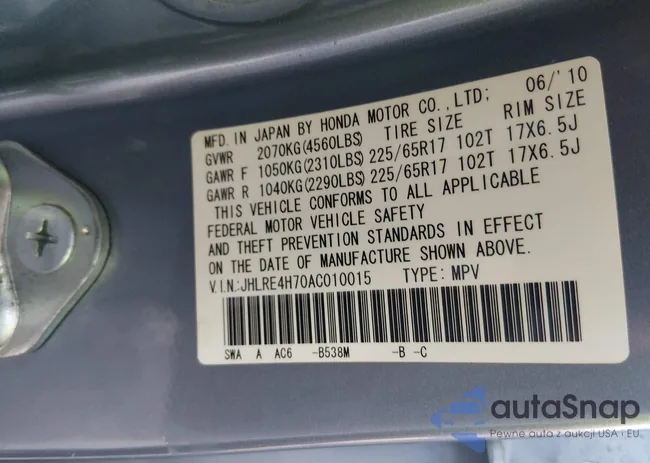 MFD. IN JAPAN BY HONDA MOTOR CO., LTD; 06/'10
GVWR 2070KG(4560LBS) TIRE SIZE RIM SIZE
GAWR F 1050KG(2310LBS) 225/65R17 102T 17X6.5J
GAWR R 1040KG(2290LBS) 225/65R17 102T 17X6.5J
THIS VEHICLE CONFORMS TO ALL APPLICABLE
FEDERAL MOTOR VEHICLE SAFETY
AND THEFT PREVENTION STANDARDS IN EFFECT
ON THE DATE OF MANUFACTURE SHOWN ABOVE.
V.I.N:JHLRE4H70AC010015 TYPE: MPV
SWA A AC6 -B538M -B -C
autaSnap
Pewne auto z aukcji USA i EU